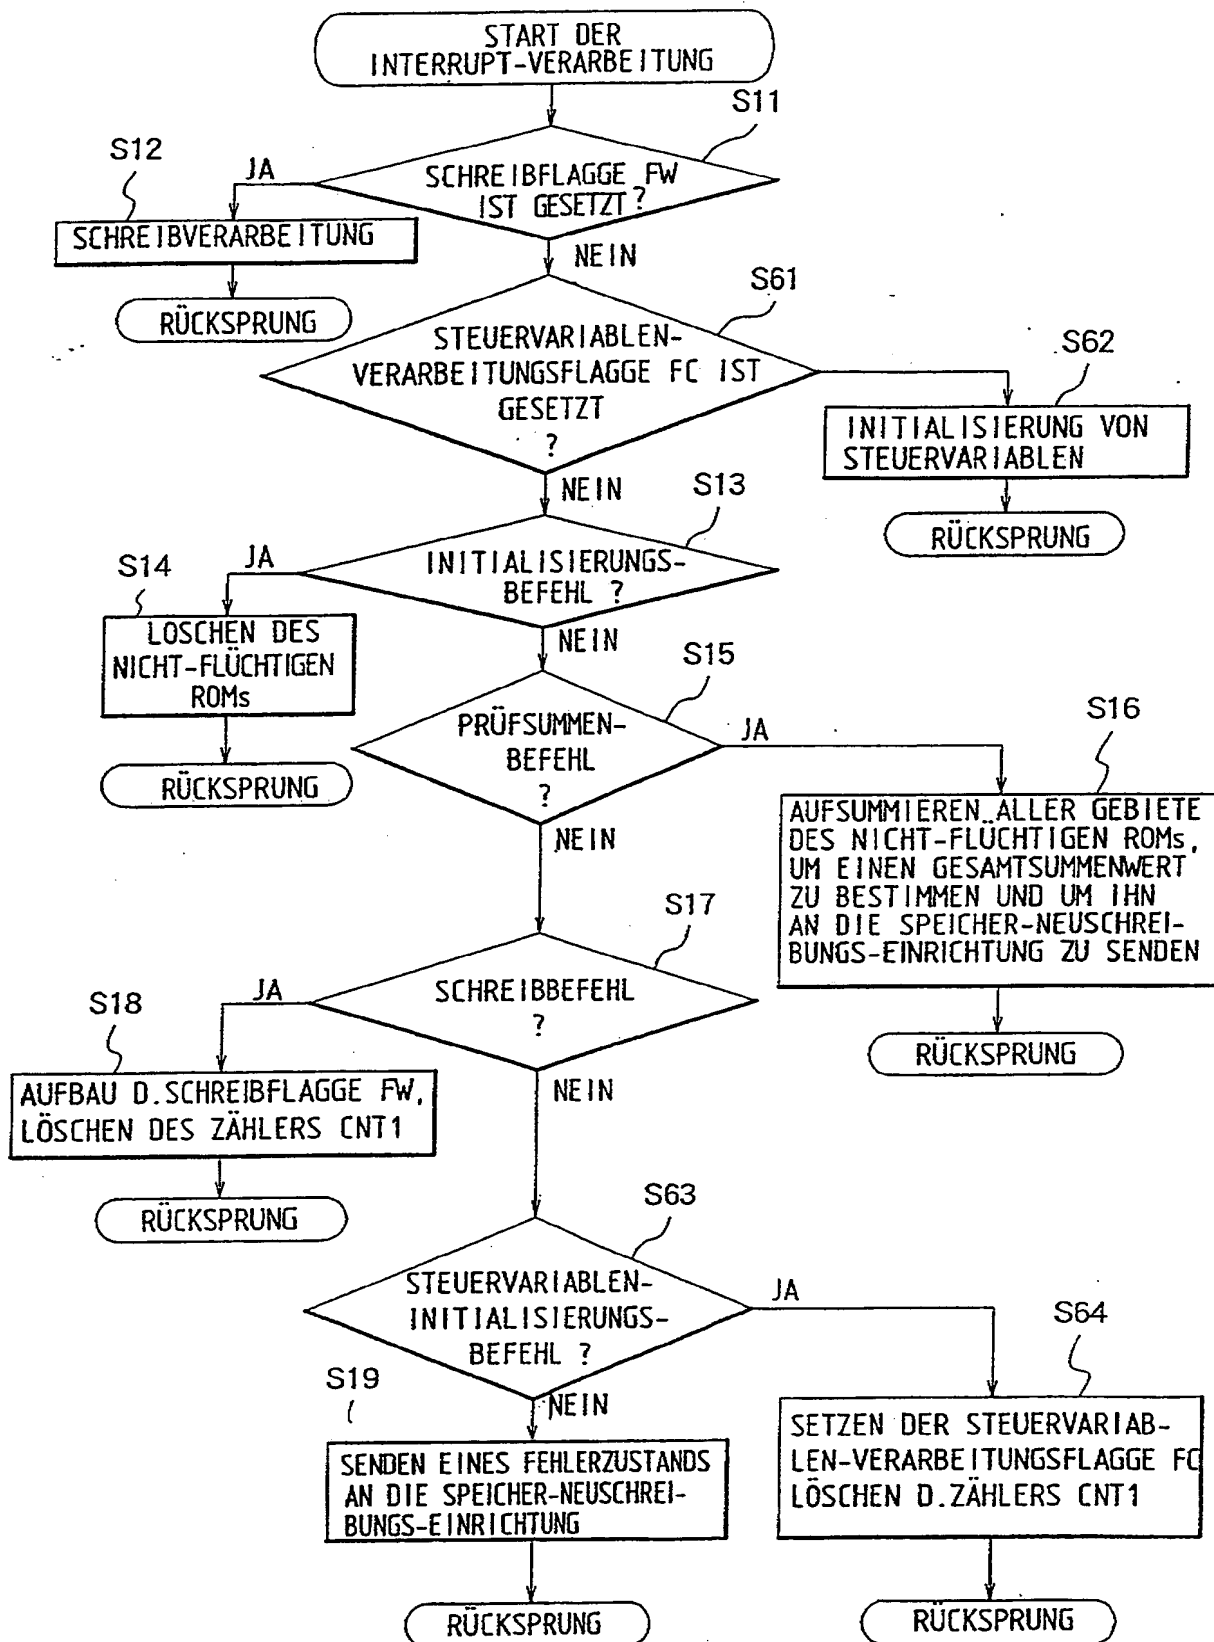 START DER
INTERRUPT-VERARBEITUNG
S11
SCHREIBFLAGGE FW
IST GESETZT?
JA
S12
SCHREIBVERARBEITUNG
RÜCKSPRUNG
NEIN
S61
STEUERVARIABLEN-
VERARBEITUNGSFLAGGE FC IST
GESETZT
?
S62
INITIALISIERUNG VON
STEUERVARIABLEN
RÜCKSPRUNG
NEIN
S13
INITIALISIERUNGS-
BEFEHL ?
JA
S14
LOSCHEN DES
NICHT-FLÜCHTIGEN
ROMs
RÜCKSPRUNG
NEIN
S15
PRÜFSUMMEN-
BEFEHL
?
JA
S16
AUFSUMMIEREN ALLER GEBIETE
DES NICHT-FLÜCHTIGEN ROMs,
UM EINEN GESAMTSUMMENWERT
ZU BESTIMMEN UND UM IHN
AN DIE SPEICHER-NEUSCHREI-
BUNGS-EINRICHTUNG ZU SENDEN
RÜCKSPRUNG
NEIN
S17
SCHREIBBEFEHL
?
JA
S18
AUFBAU D.SCHREIBFLAGGE FW,
LÖSCHEN DES ZÄHLERS CNT1
RÜCKSPRUNG
NEIN
S63
STEUERVARIABLEN-
INITIALISIERUNGS-
BEFEHL ?
JA
S64
SETZEN DER STEUERVARIAB-
LEN-VERARBEITUNGSFLAGGE FC
LÖSCHEN D.ZÄHLERS CNT1
RÜCKSPRUNG
NEIN
S19
SENDEN EINES FEHLERZUSTANDS
AN DIE SPEICHER-NEUSCHREI-
BUNGS-EINRICHTUNG
RÜCKSPRUNG